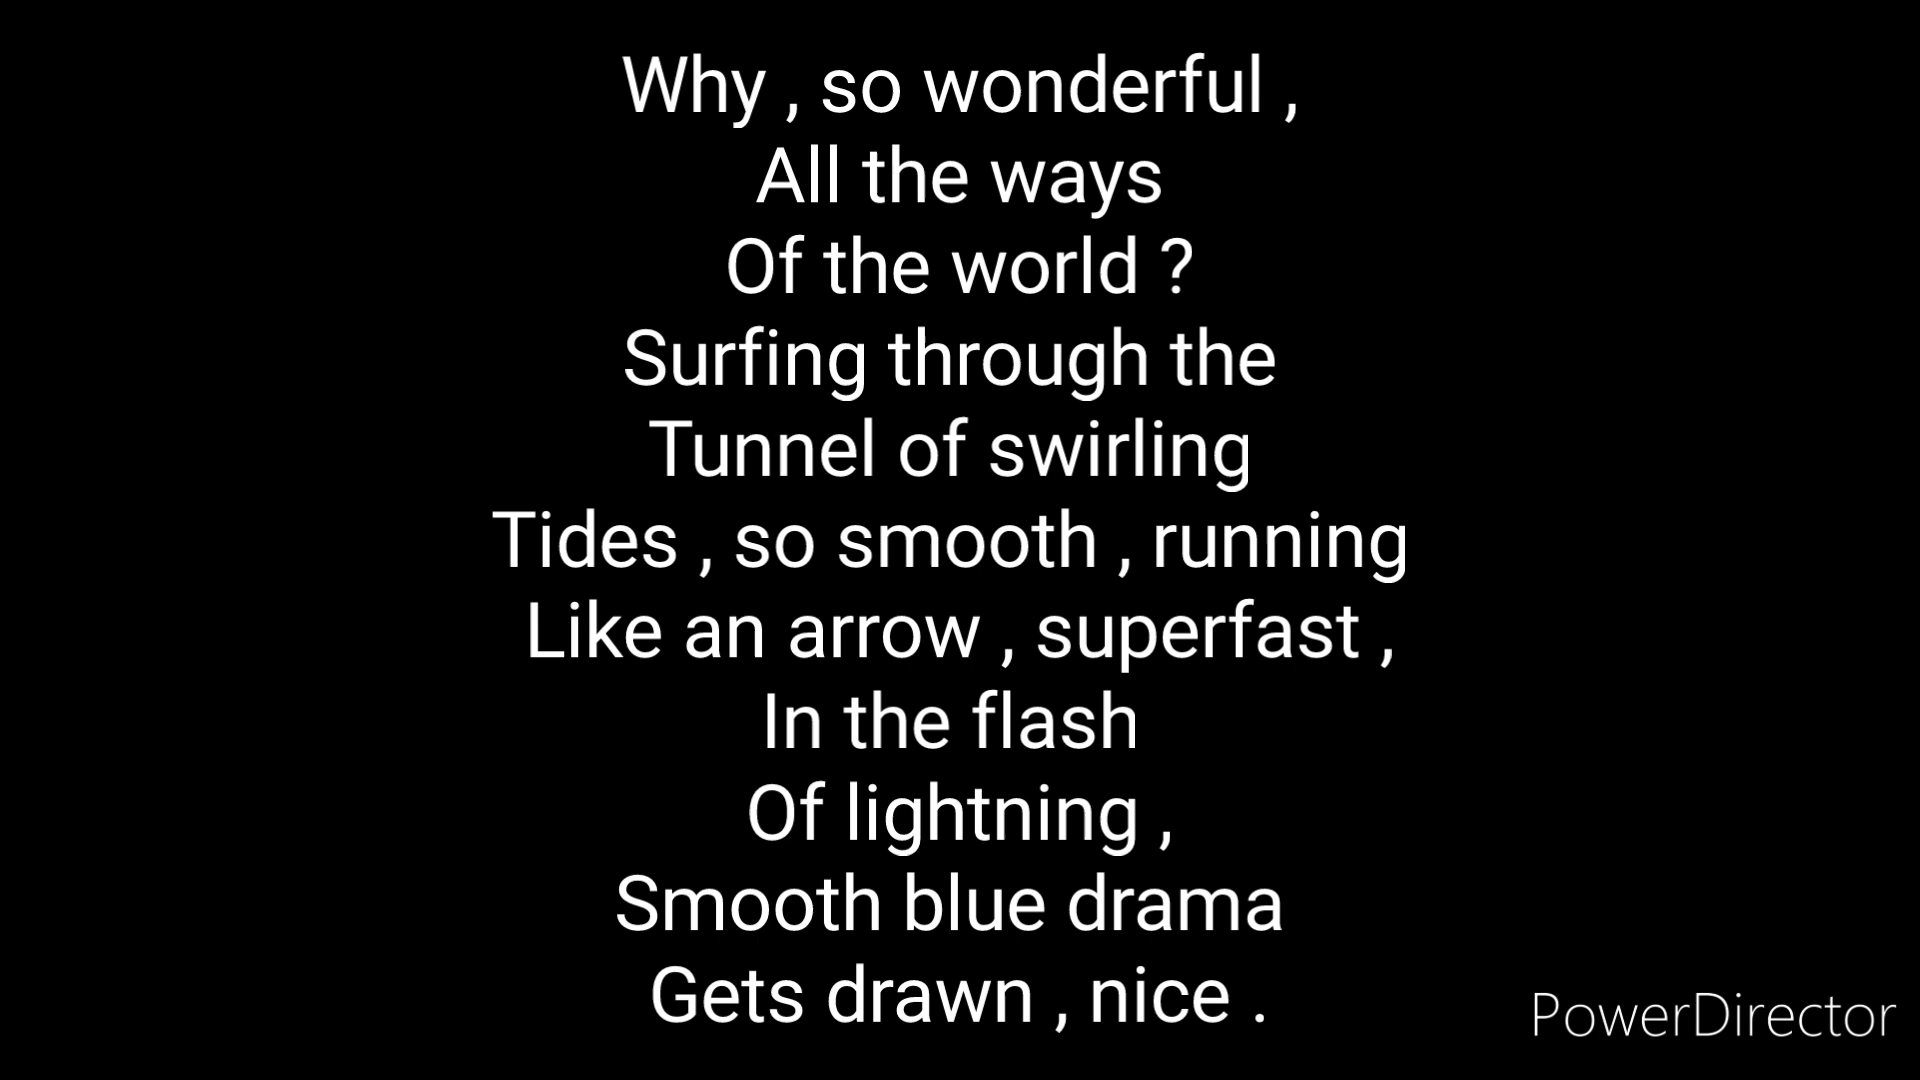 Why , so wonderful ,
All the ways
Of the world ?
Surfing through the
Tunnel of swirling
Tides , so smooth , running
Like an arrow , superfast ,
In the flash
Of lightning ,
Smooth blue drama
Gets drawn , nice .
PowerDirector